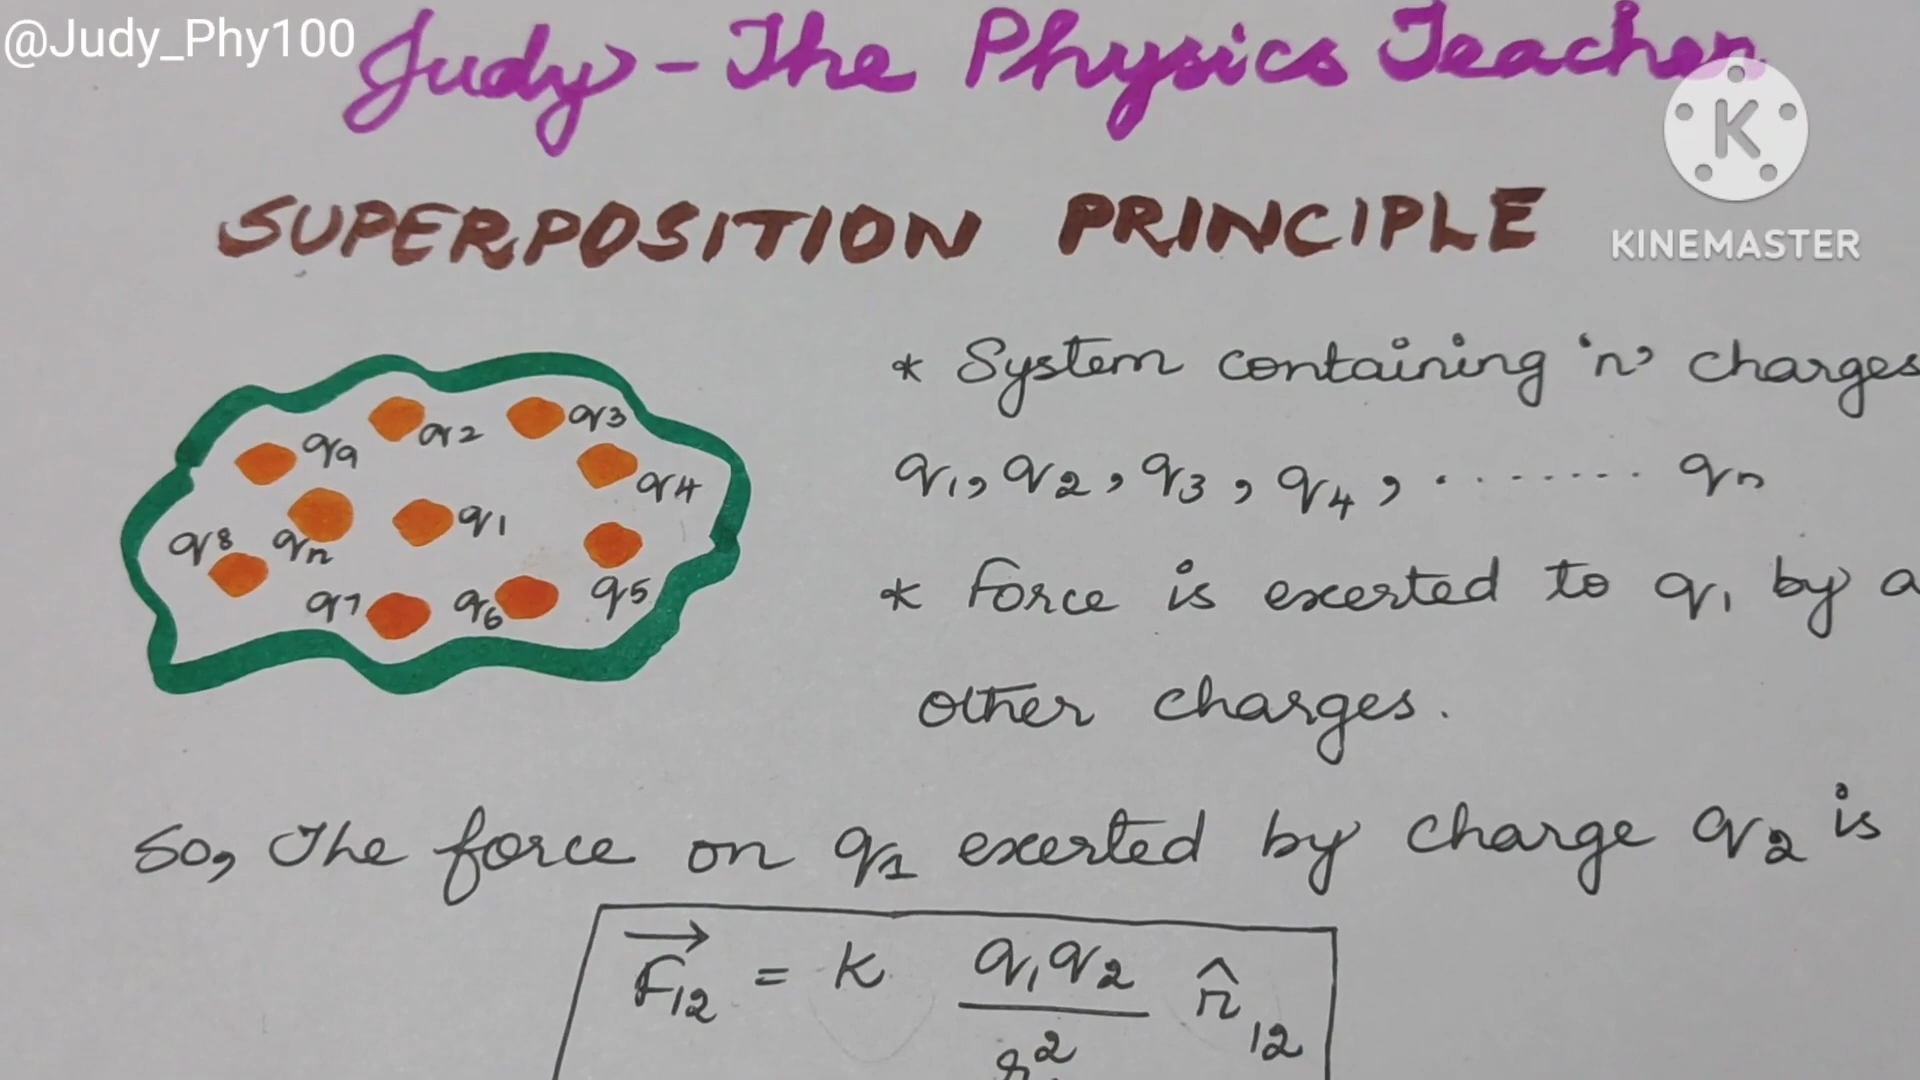 @Judy_Phy100
Judy - The Physics Teacher
K
KINEMASTER
SUPERPOSITION PRINCIPLE
* System containing 'n' charges
q1, q2, q3, q4, ........ qn
* Force is exerted to q1 by a
other charges.
q9 q2 q3
q4
q8 qn q1
q7 q6 q5
So, The force on q1 exerted by charge q2 is
F12 = k q1q2 r̂12
r²